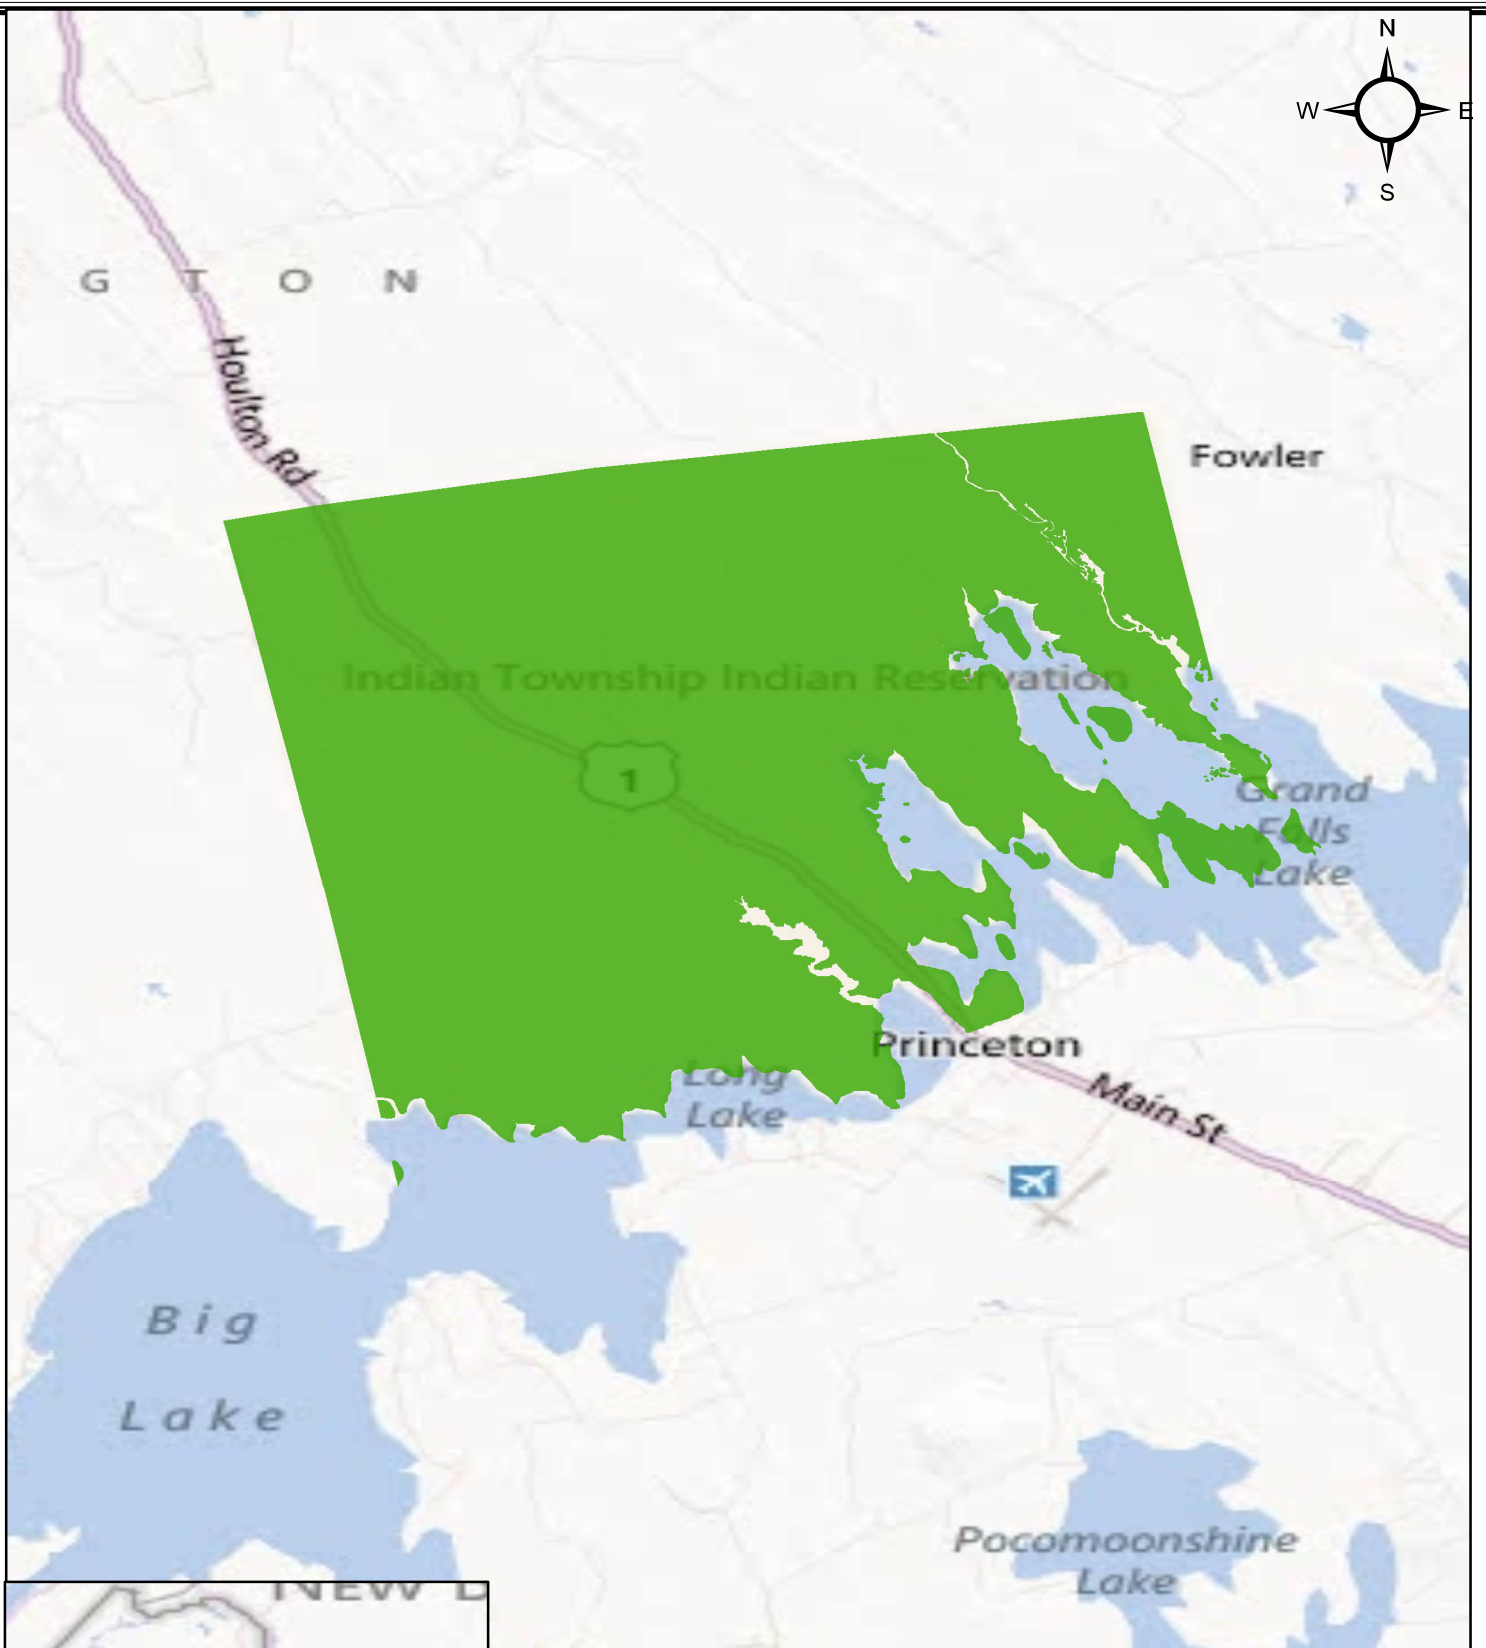 N
W E
S
G T O N
Houlton Rd
Fowler
Indian Township Indian Reservation
1
Grand
Falls
Lake
Princeton
Long
Lake
Main St
Big
Lake
Pocomoonshine
Lake
NEW